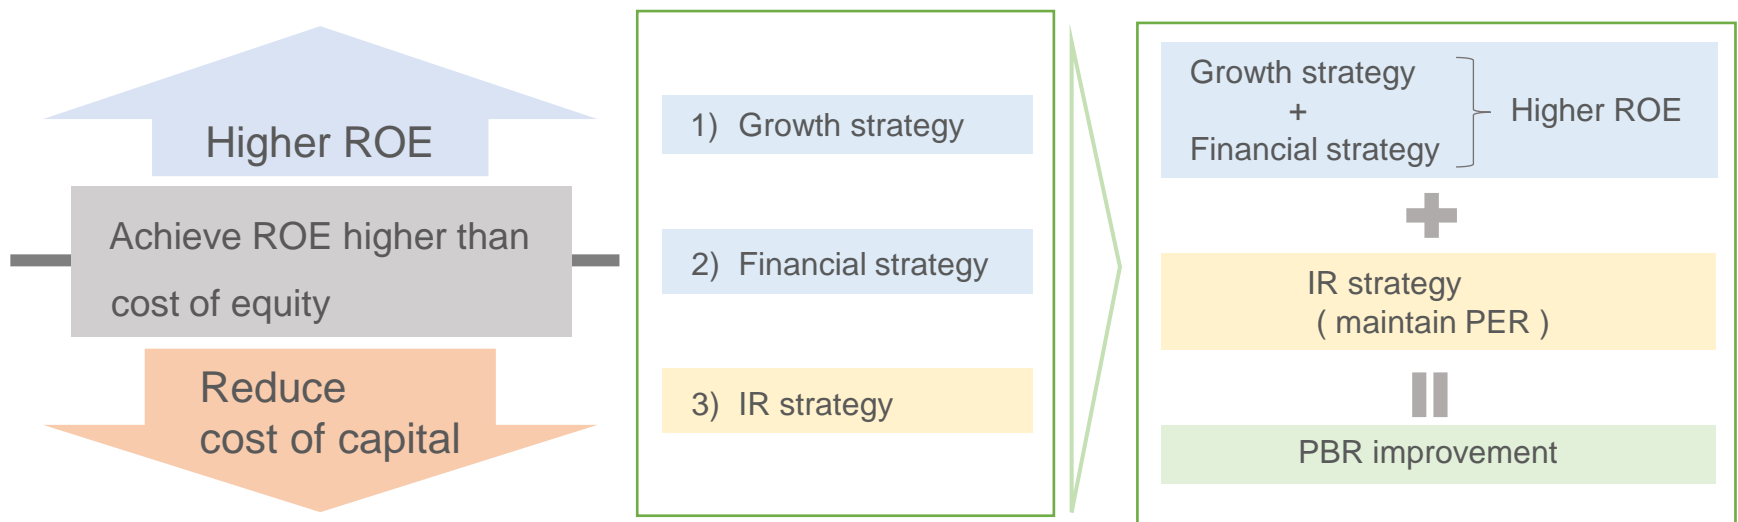 Higher ROE
Achieve ROE higher than
cost of equity
Reduce
cost of capital
1) Growth strategy
2) Financial strategy
3) IR strategy
Growth strategy
+
Financial strategy
Higher ROE
IR strategy
( maintain PER )
PBR improvement